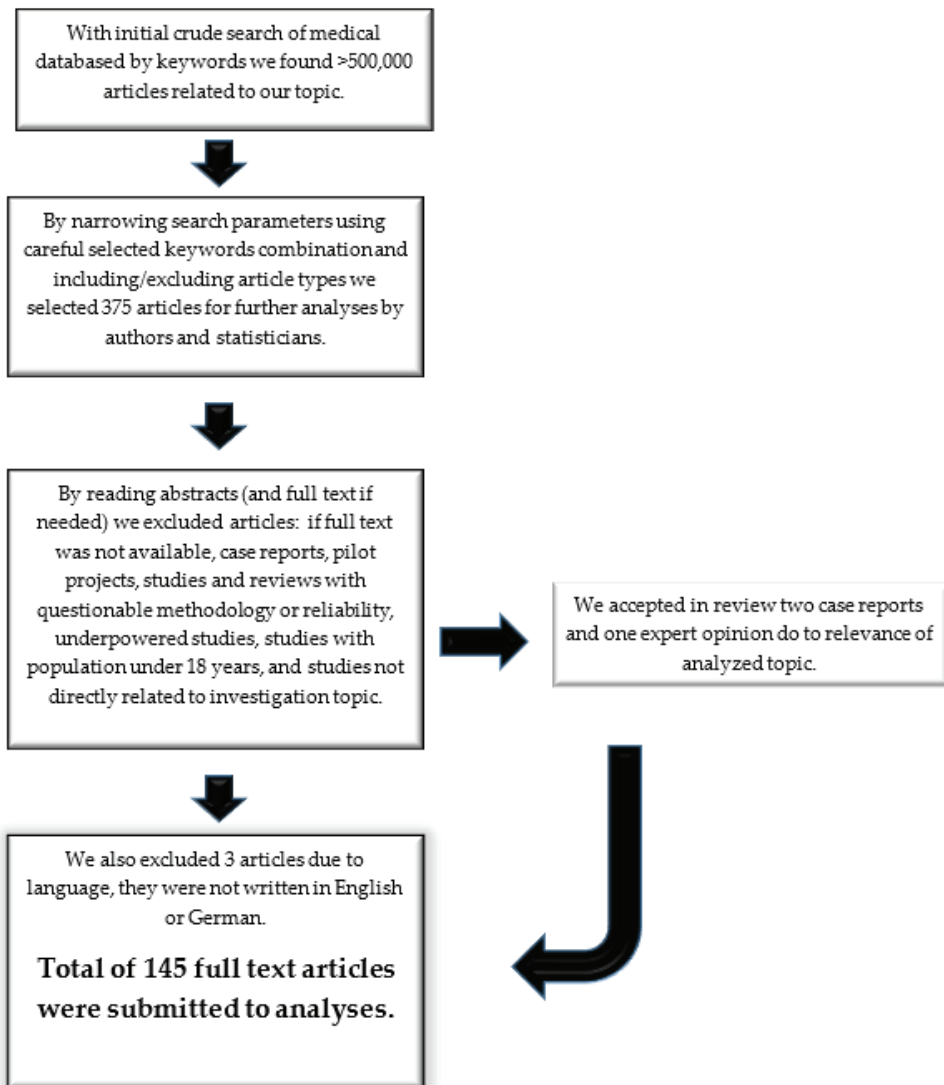 With initial crude search of medical
databased by keywords we found >500,000
articles related to our topic.
By narrowing search parameters using
careful selected keywords combination and
including/excluding article types we
selected 375 articles for further analyses by
authors and statisticians.
By reading abstracts (and full text if
needed) we excluded articles: if full text
was not available, case reports, pilot
projects, studies and reviews with
questionable methodology or reliability,
underpowered studies, studies with
population under 18 years, and studies not
directly related to investigation topic.
We accepted in review two case reports
and one expert opinion do to relevance of
analyzed topic.
We also excluded 3 articles due to
language, they were not written in English
or German.
Total of 145 full text articles
were submitted to analyses.